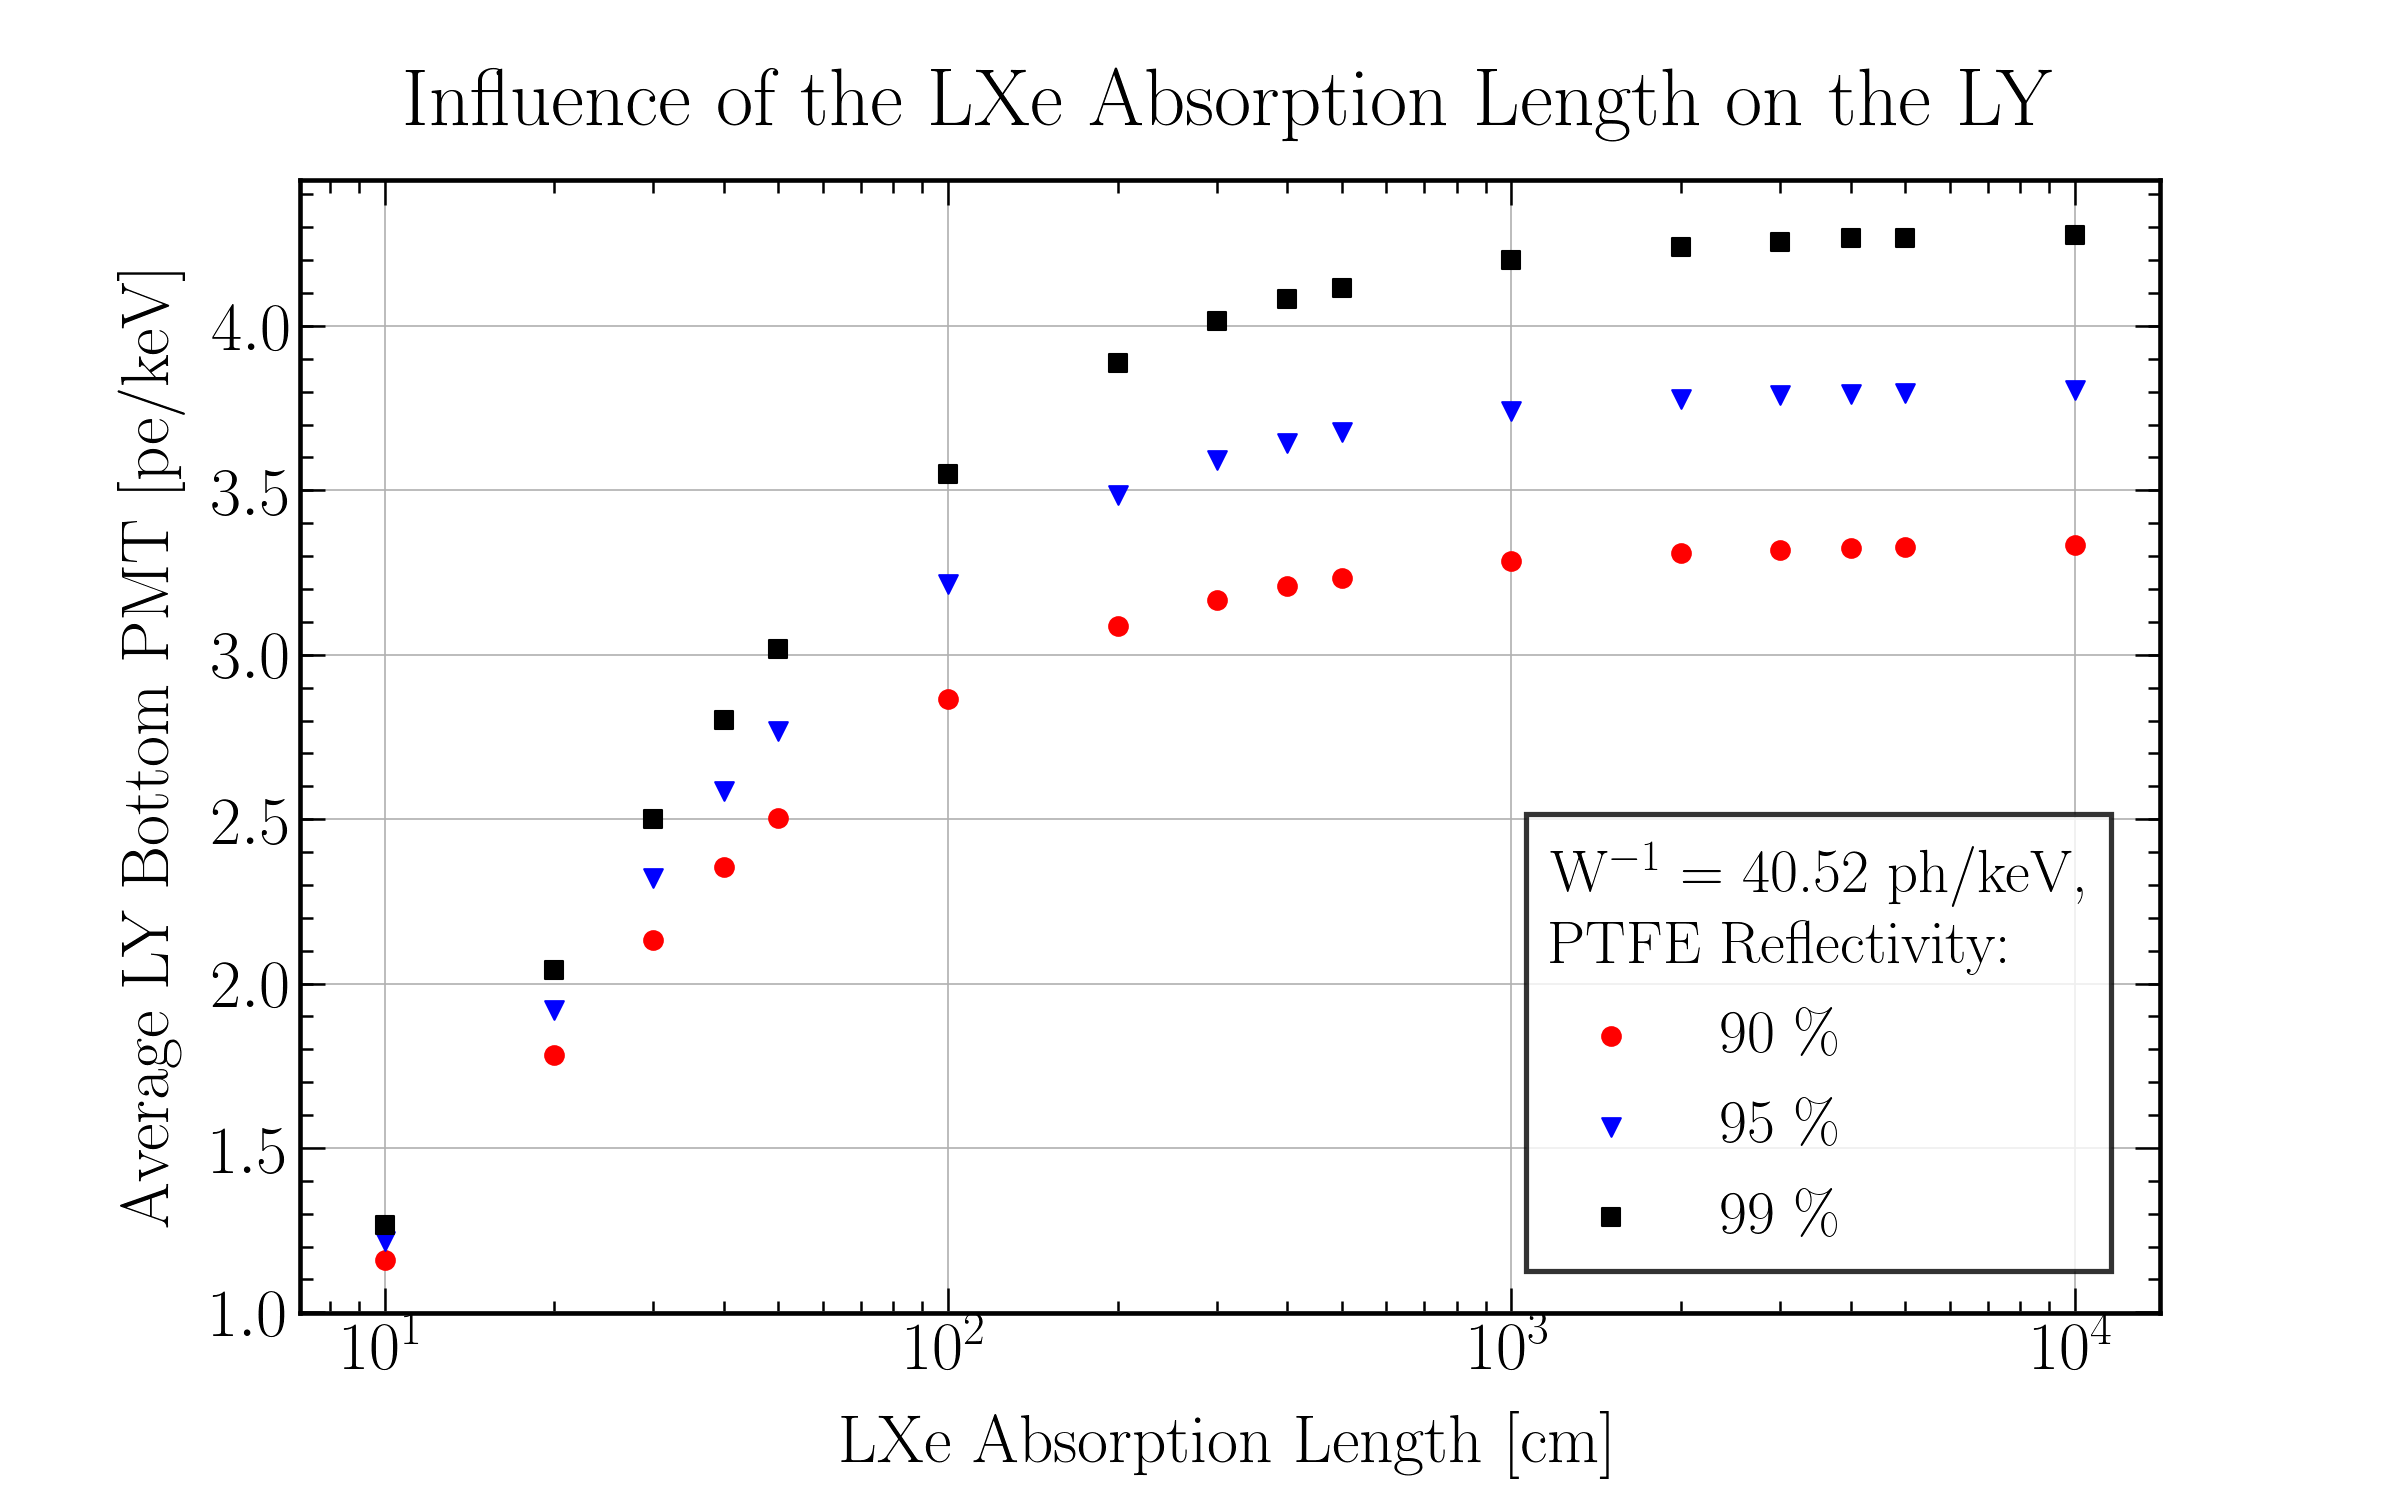 Influence of the LXe Absorption Length on the LY
Average LY Bottom PMT [pe/keV]
4.0
3.5
3.0
2.5
2.0
1.5
1.0
10¹ 10² 10³ 10⁴
LXe Absorption Length [cm]
W⁻¹ = 40.52 ph/keV,
PTFE Reflectivity:
90 %
95 %
99 %